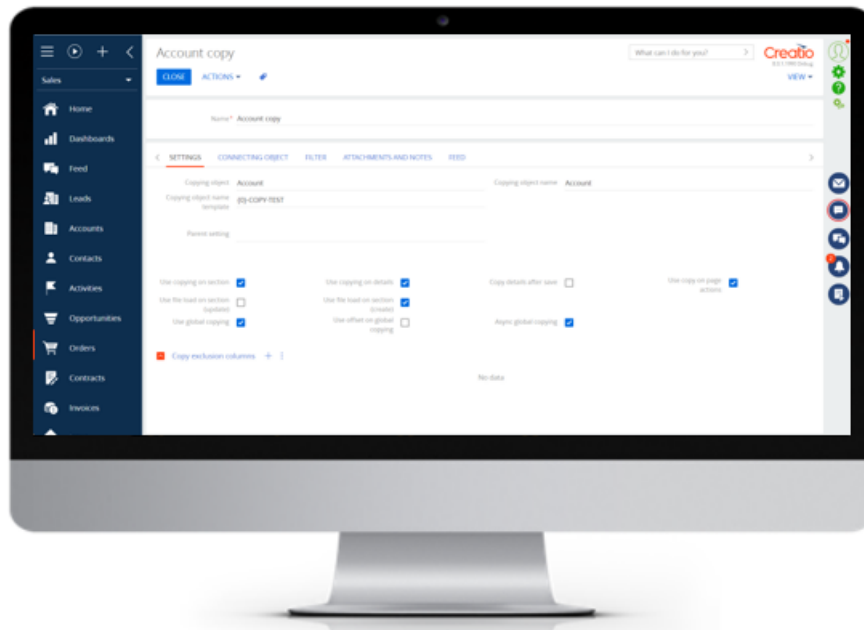 Account copy
What can I do for you?
Creatio
CLOSE ACTIONS
VIEW
Sales
Home
Dashboards
Feed
Leads
Accounts
Contacts
Activities
Opportunities
Orders
Contracts
Invoices
Name* Account copy
SETTINGS CONNECTING OBJECT FILTER ATTACHMENTS AND NOTES FEED
Copying object Account
Copying object name Account
Copying object name template {0}-COPY-TEST
Parent setting
Use copying on section
Use copying on details
Copy details after save
Use copy on page actions
Use file load on section (update)
Use file load on section (create)
Use global copying
Use offset on global copying
Async global copying
Copy exclusion columns
No data